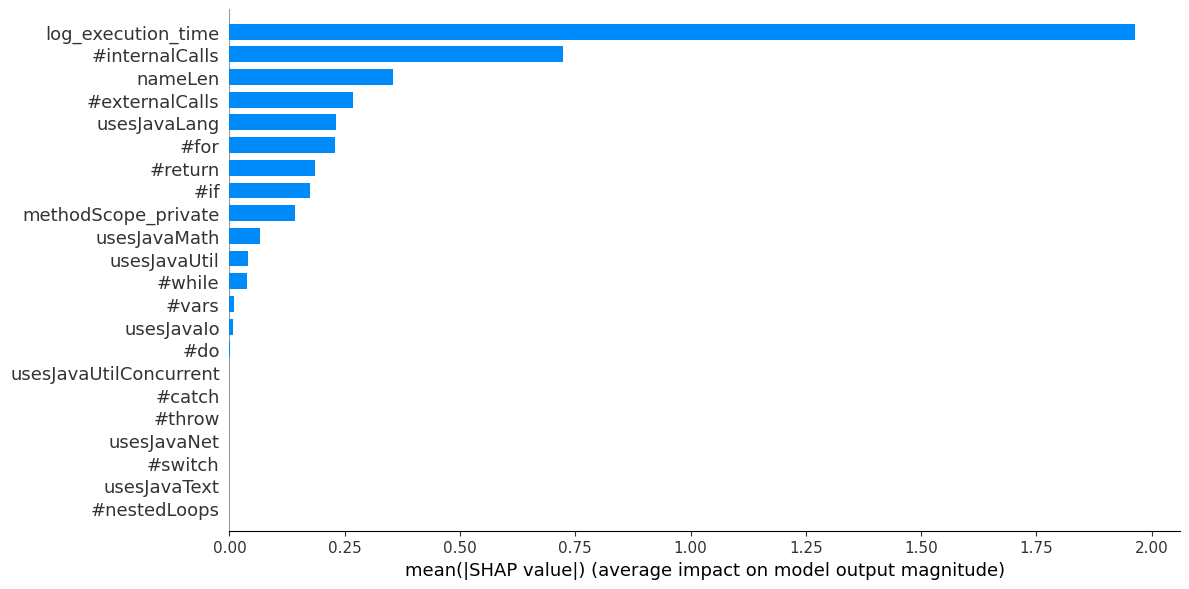 log_execution_time
#internalCalls
nameLen
#externalCalls
usesJavaLang
#for
#return
#if
methodScope_private
usesJavaMath
usesJavaUtil
#while
#vars
usesJavaIo
#do
usesJavaUtilConcurrent
#catch
#throw
usesJavaNet
#switch
usesJavaText
#nestedLoops
0.00 0.25 0.50 0.75 1.00 1.25 1.50 1.75 2.00
mean(|SHAP value|) (average impact on model output magnitude)